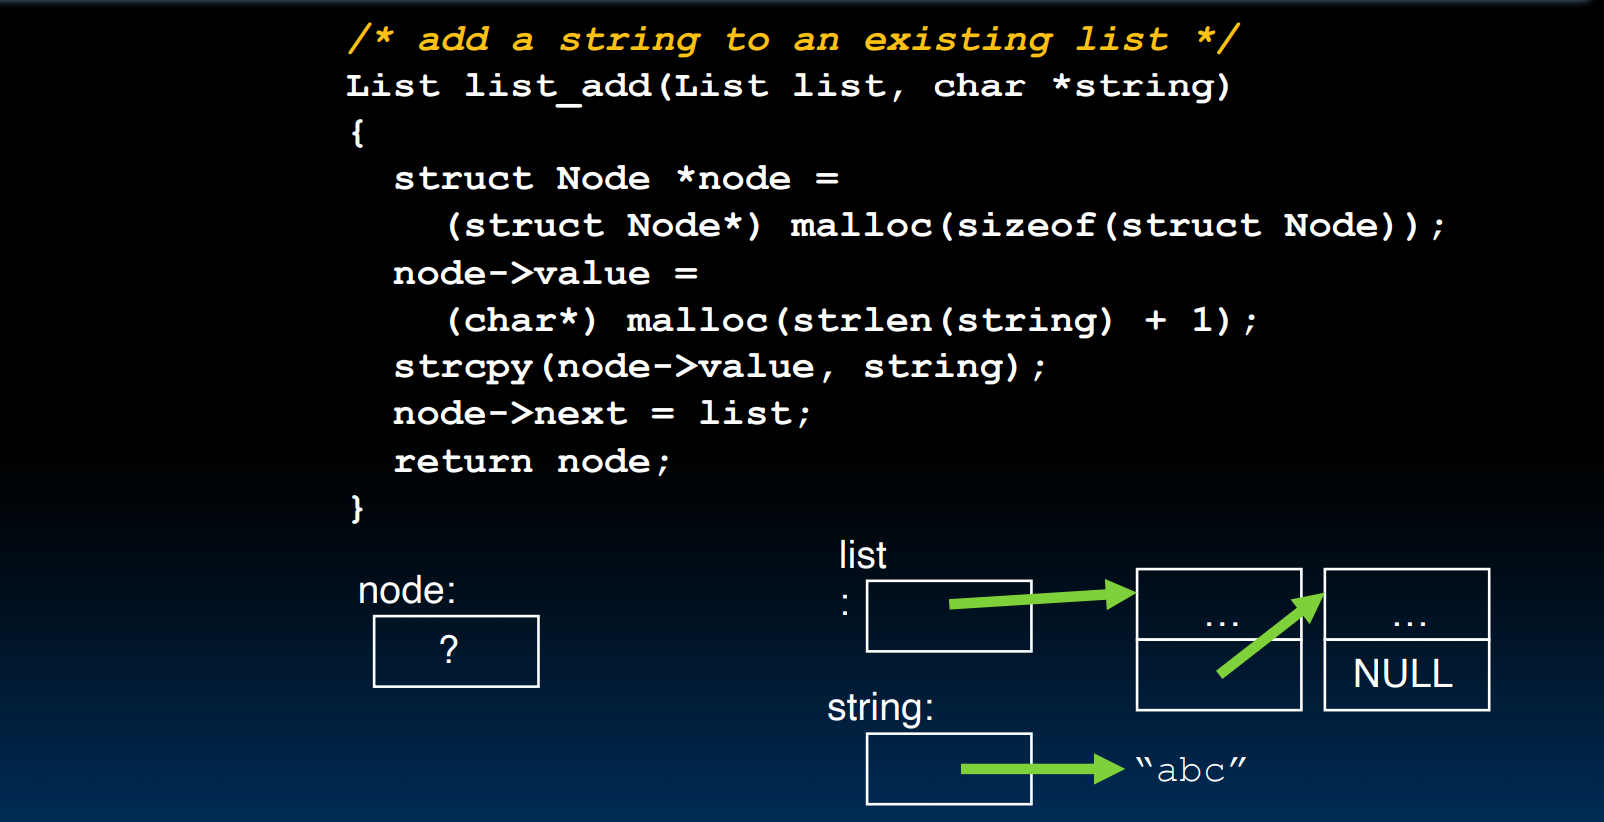 /* add a string to an existing list */
List list_add(List list, char *string)
{
  struct Node *node =
    (struct Node*) malloc(sizeof(struct Node));
  node->value =
    (char*) malloc(strlen(string) + 1);
  strcpy(node->value, string);
  node->next = list;
  return node;
}
node:
?
list
:
...
...
NULL
string:
“abc”